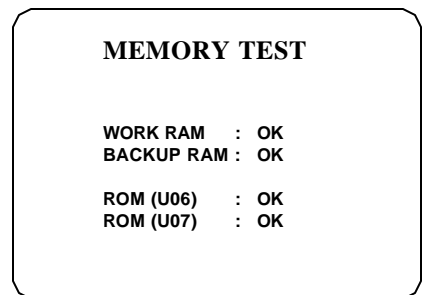 MEMORY TEST
WORK RAM : OK
BACKUP RAM : OK
ROM (U06) : OK
ROM (U07) : OK